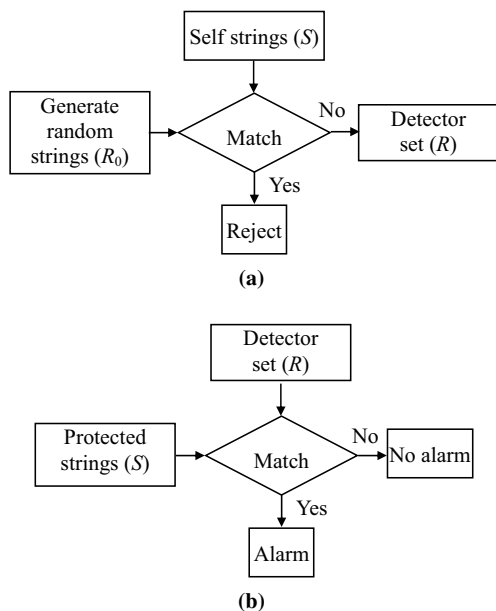 Self strings (S)
Generate
random
strings (R₀)
Match
No
Detector
set (R)
Yes
Reject
(a)
Detector
set (R)
Protected
strings (S)
Match
No
No alarm
Yes
Alarm
(b)